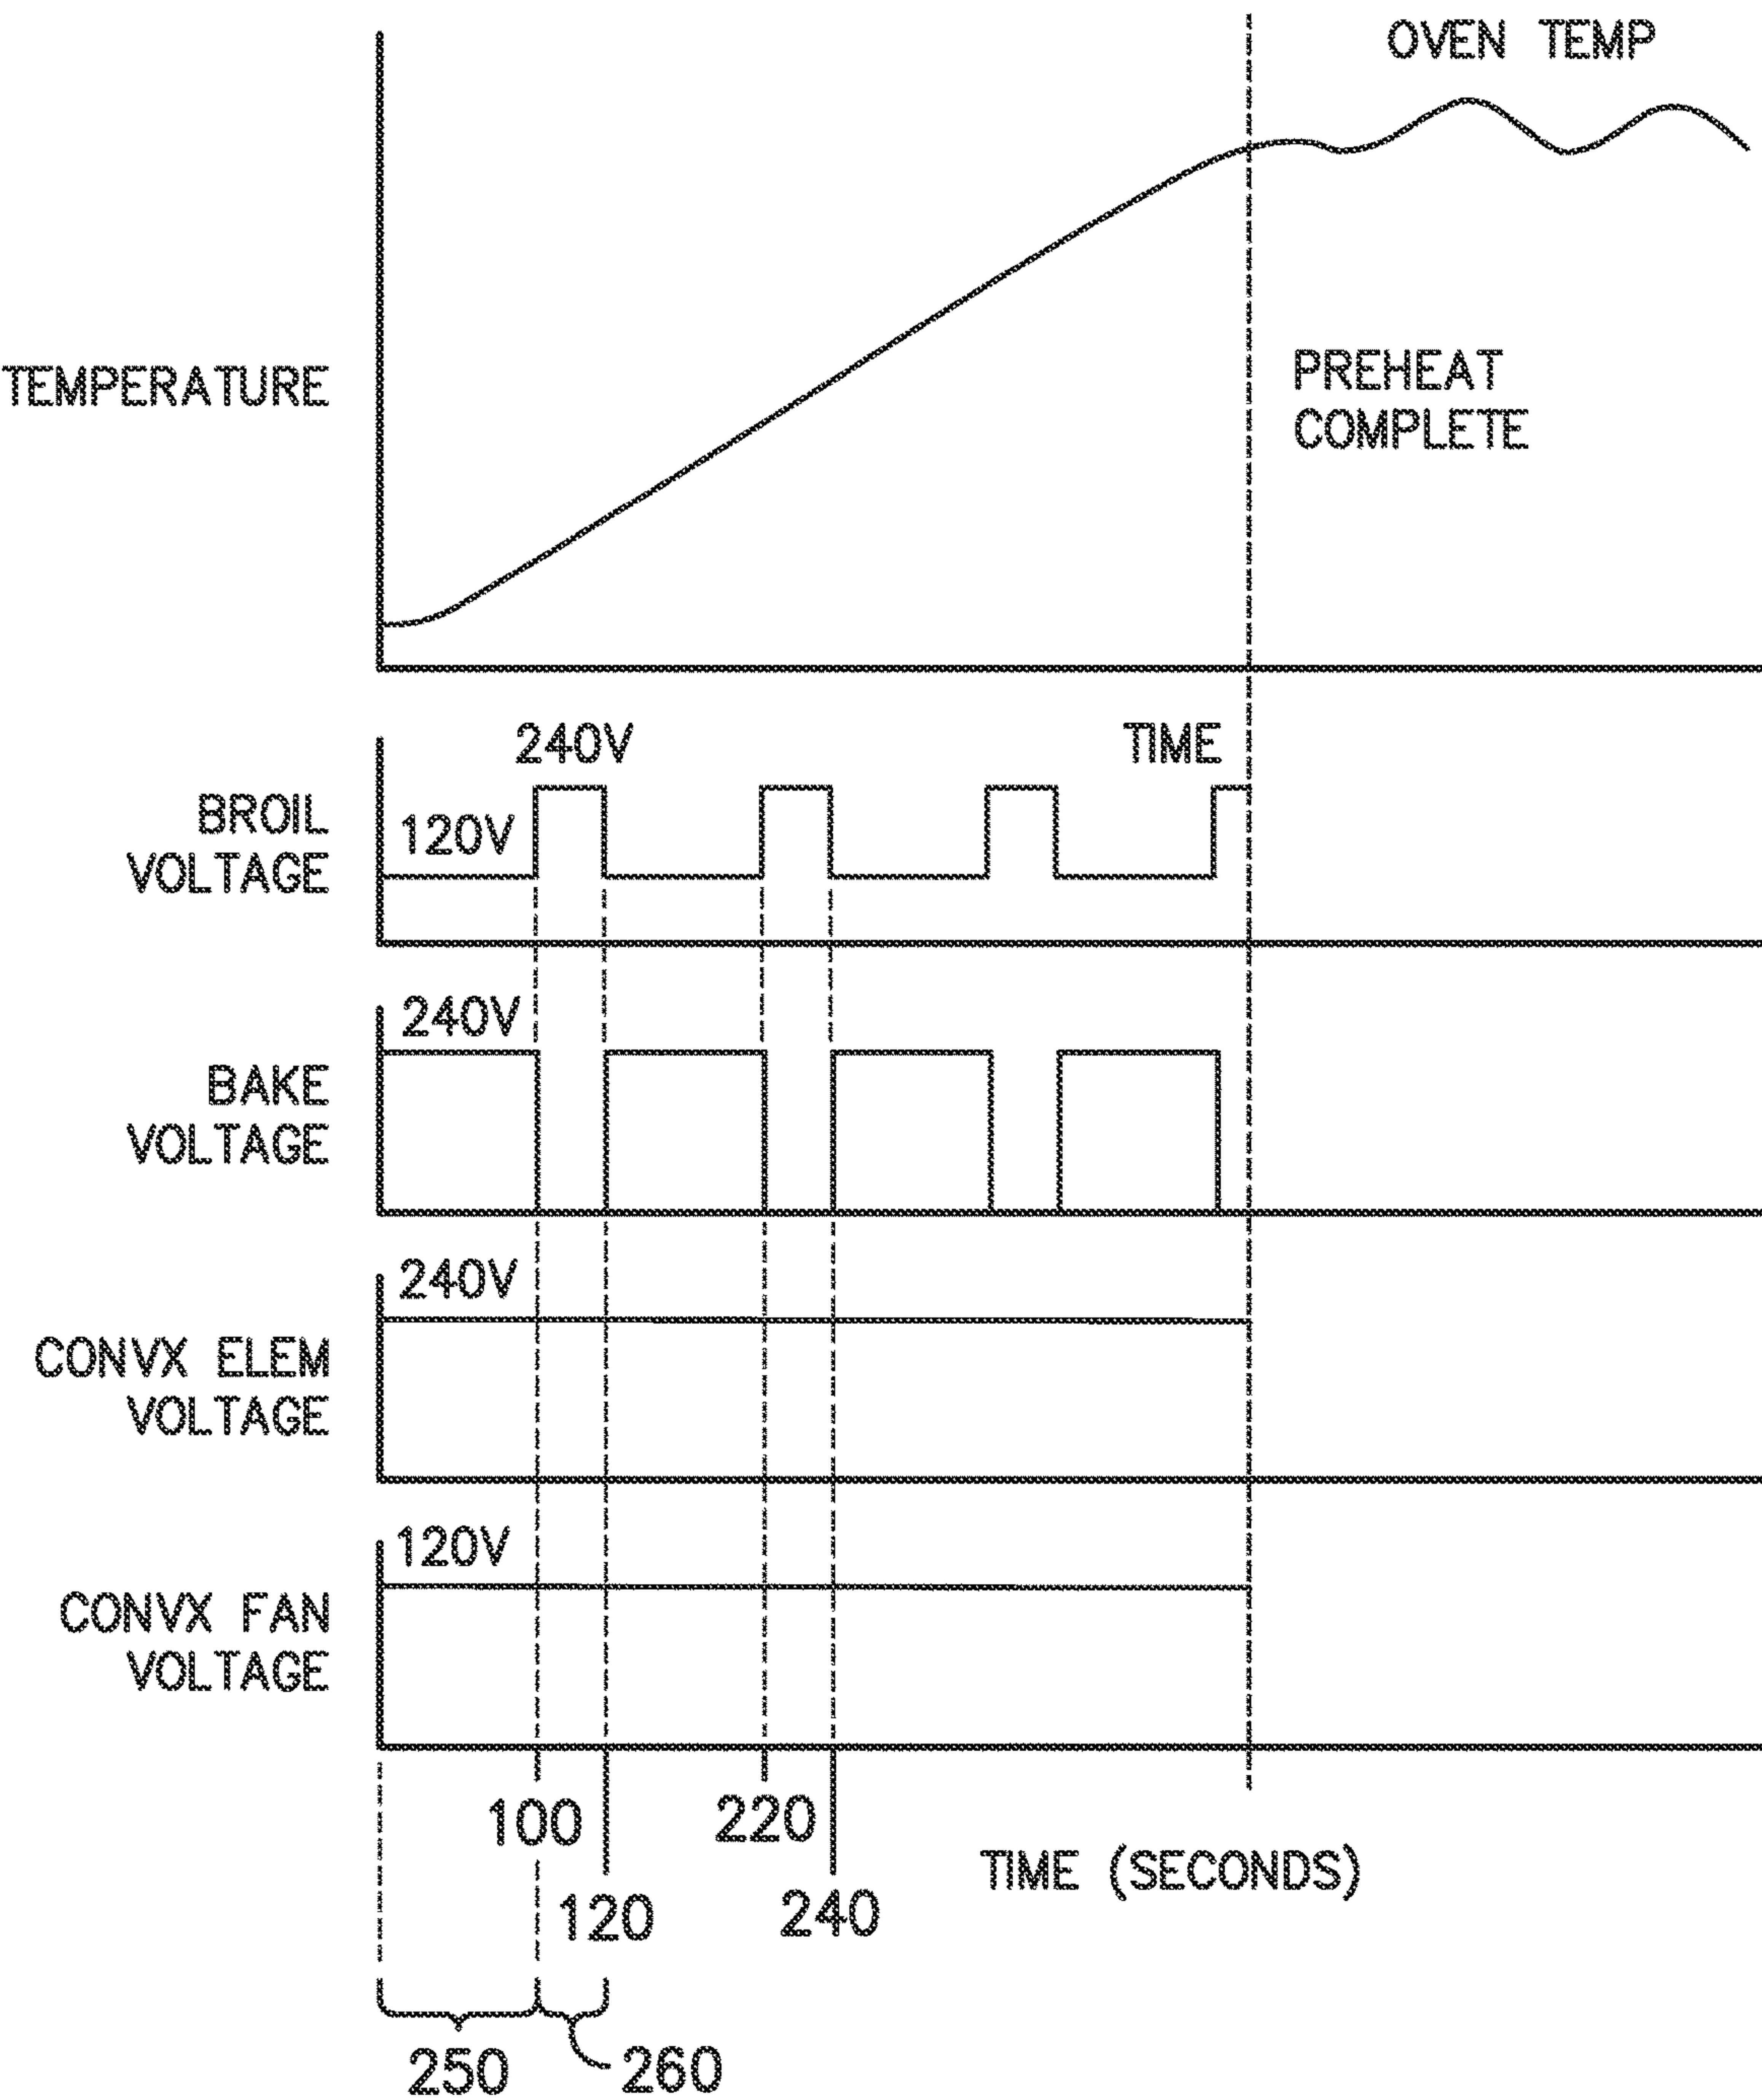 OVEN TEMP
TEMPERATURE
PREHEAT
COMPLETE
240V
TIME
BROIL
VOLTAGE
120V
240V
BAKE
VOLTAGE
240V
CONVX ELEM
VOLTAGE
120V
CONVX FAN
VOLTAGE
100
220
TIME (SECONDS)
120
240
250
260